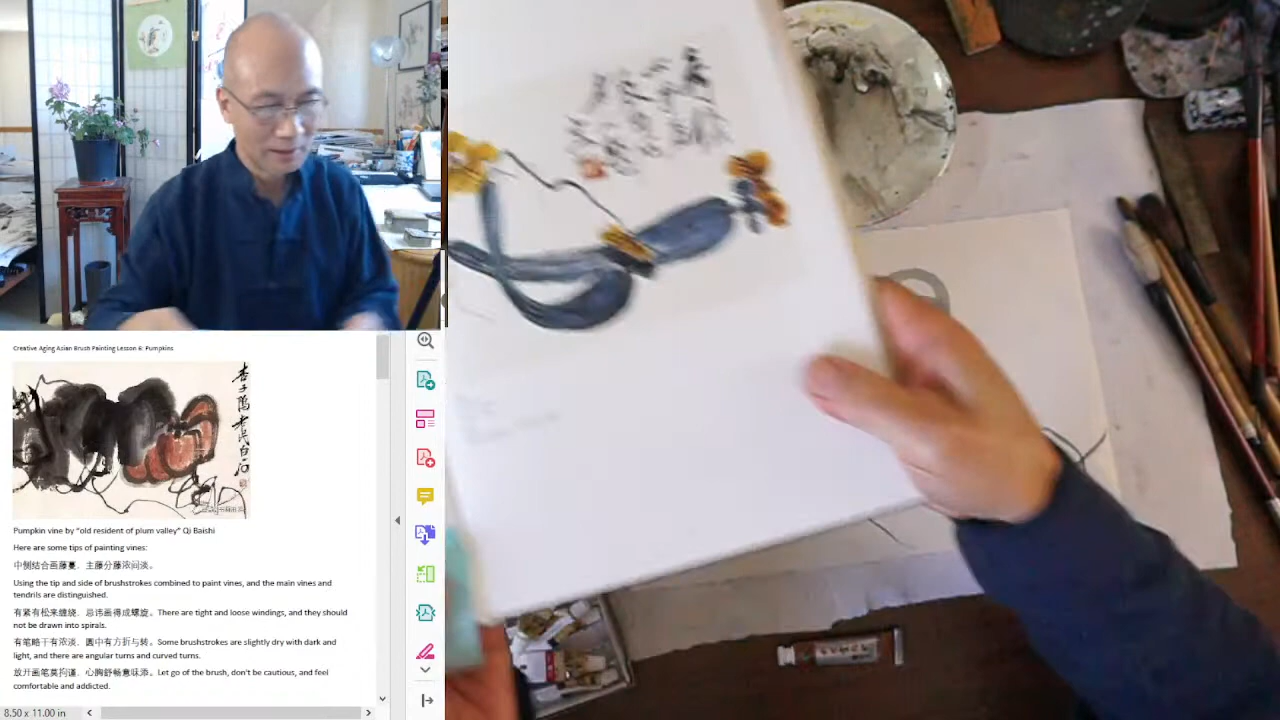 Creative Aging Asian Brush Painting Lesson 6: Pumpkins
杏子隖老民白石
Pumpkin vine by "old resident of plum valley" Qi Baishi
Here are some tips of painting vines:
中侧结合画藤蔓，主藤分藤浓间淡。
Using the tip and side of brushstrokes combined to paint vines, and the main vines and
tendrils are distinguished.
有紧有松来缠绕，忌讳画得成螺旋。There are tight and loose windings, and they should
not be drawn into spirals.
有笔略干有浓淡，圆中有方折与转。Some brushstrokes are slightly dry with dark and
light, and there are angular turns and curved turns.
放开画笔莫拘谨，心胸舒畅意味添。Let go of the brush, don't be cautious, and feel
comfortable and addicted.
8.50 x 11.00 in